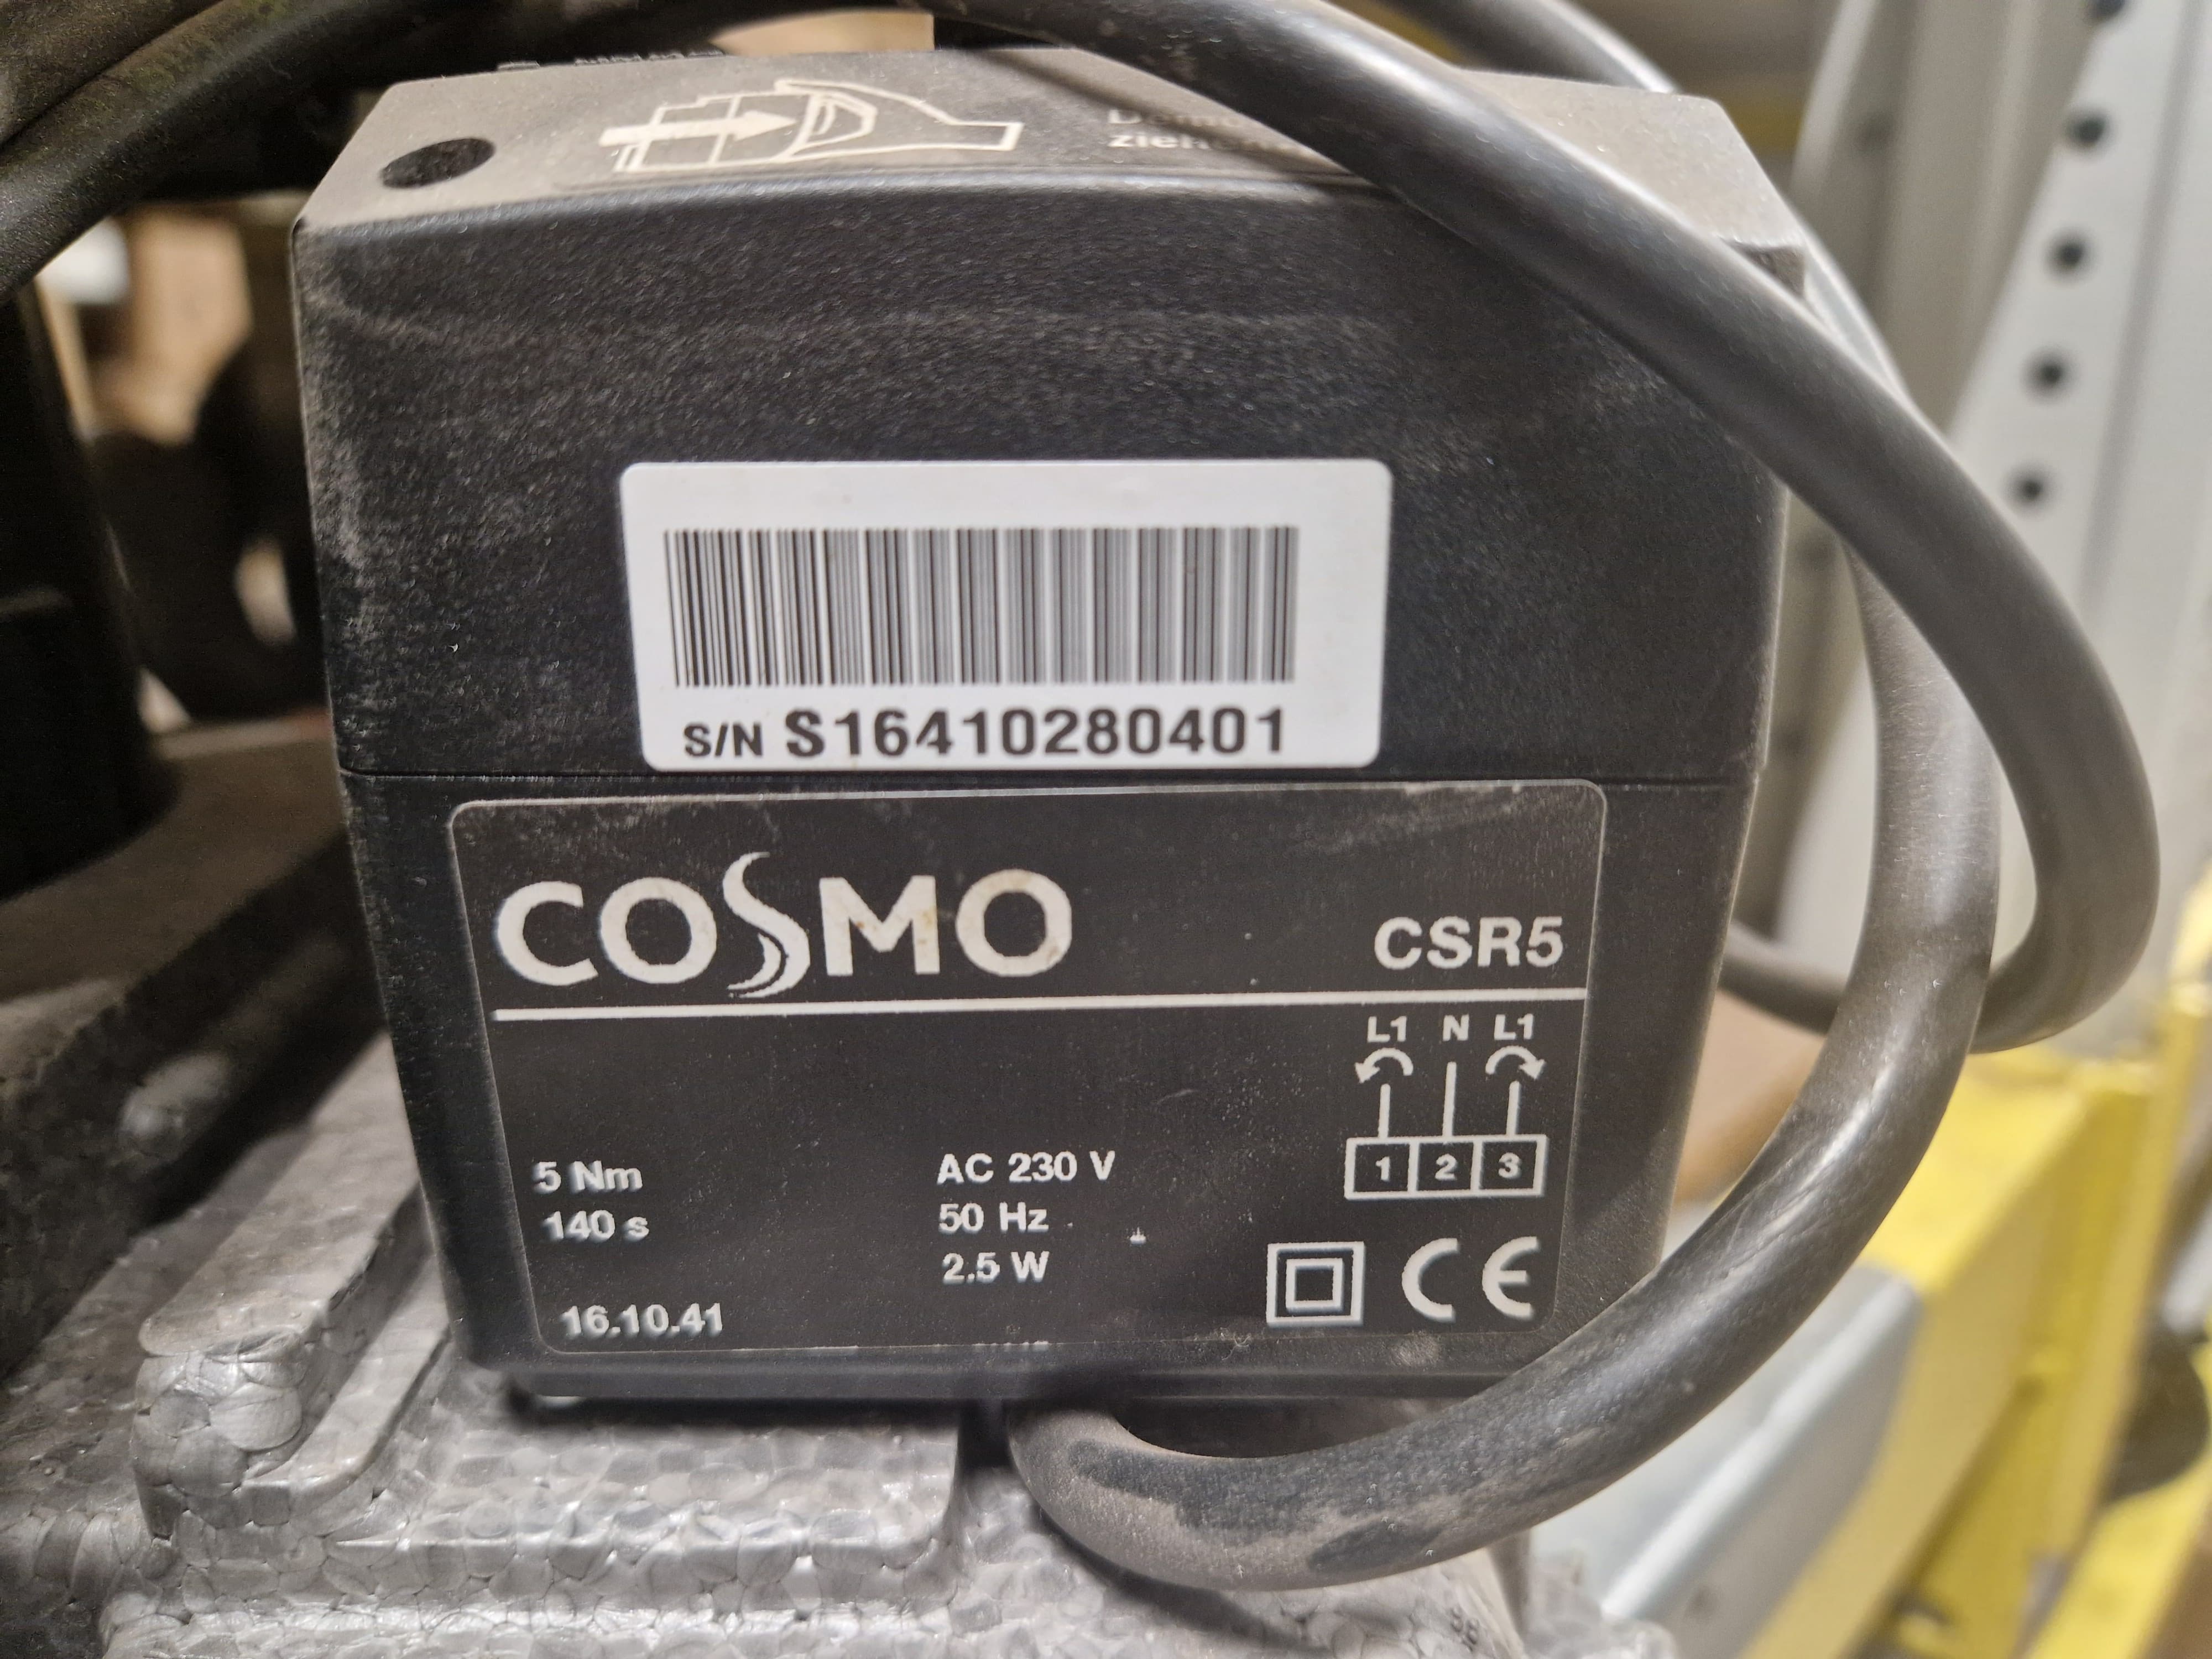 S/N S16410280401
COSMO
CSR5
L1 N L1
1 2 3
5 Nm
140 s
AC 230 V
50 Hz
2.5 W
16.10.41
CE